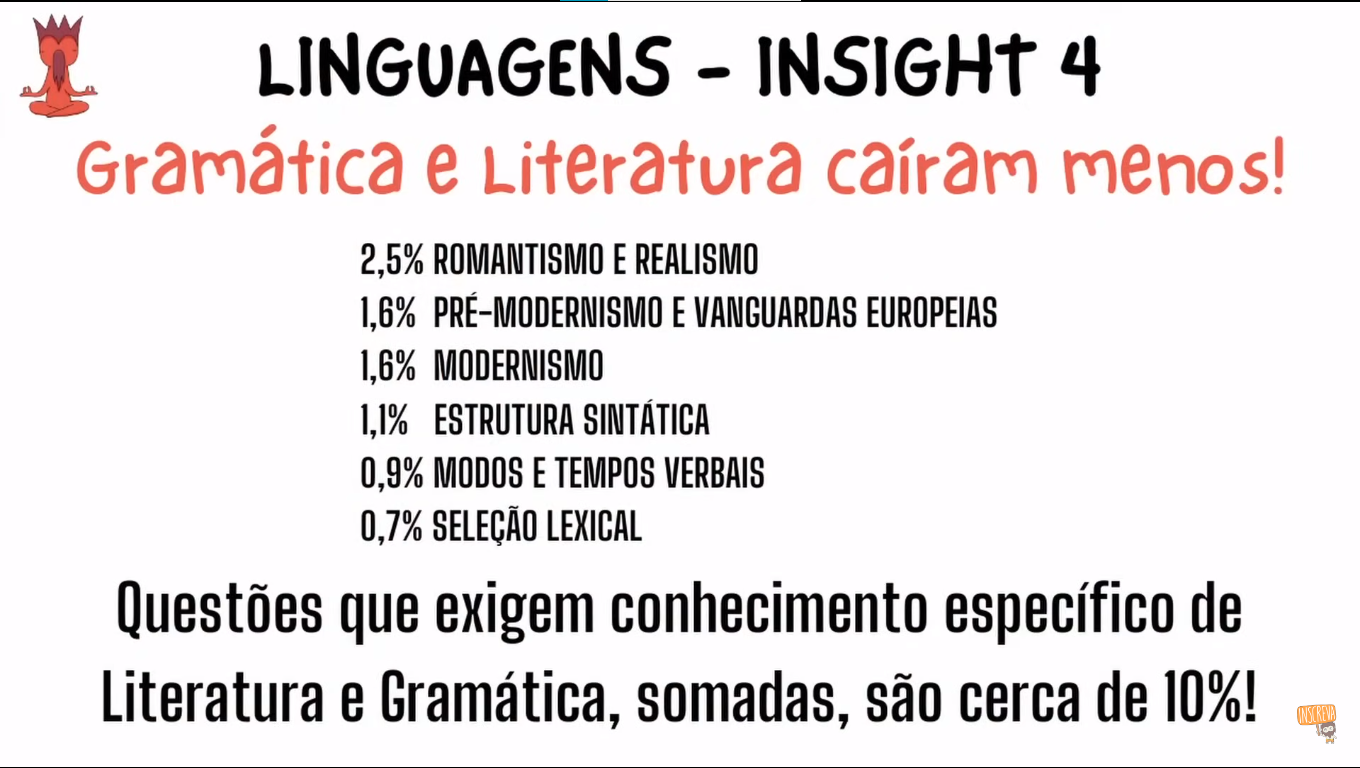 LINGUAGENS - INSIGHT 4
Gramática e Literatura caíram menos!
2,5% ROMANTISMO E REALISMO
1,6% PRÉ-MODERNISMO E VANGUARDAS EUROPEIAS
1,6% MODERNISMO
1,1% ESTRUTURA SINTÁTICA
0,9% MODOS E TEMPOS VERBAIS
0,7% SELEÇÃO LEXICAL
Questões que exigem conhecimento específico de
Literatura e Gramática, somadas, são cerca de 10%!
INSCREVA